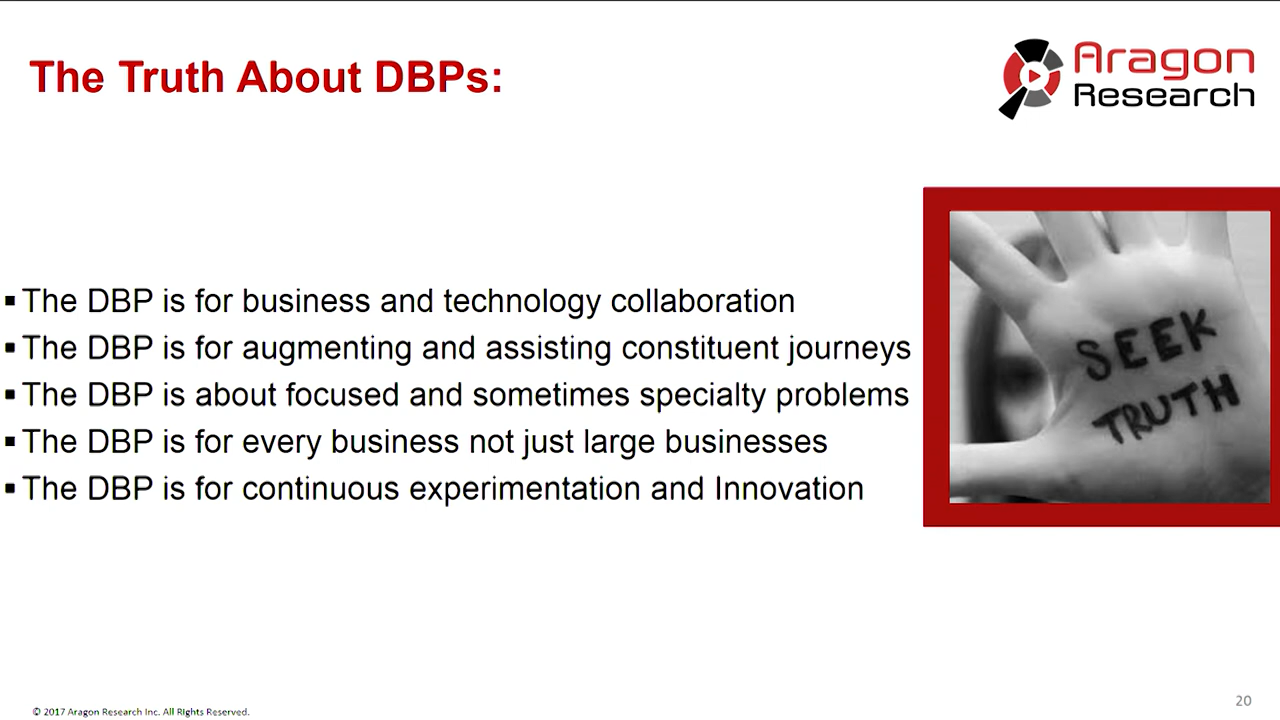 The Truth About DBPs:
Aragon
Research
▪ The DBP is for business and technology collaboration
▪ The DBP is for augmenting and assisting constituent journeys
▪ The DBP is about focused and sometimes specialty problems
▪ The DBP is for every business not just large businesses
▪ The DBP is for continuous experimentation and Innovation
SEEK
TRUTH
© 2017 Aragon Research Inc. All Rights Reserved.
20